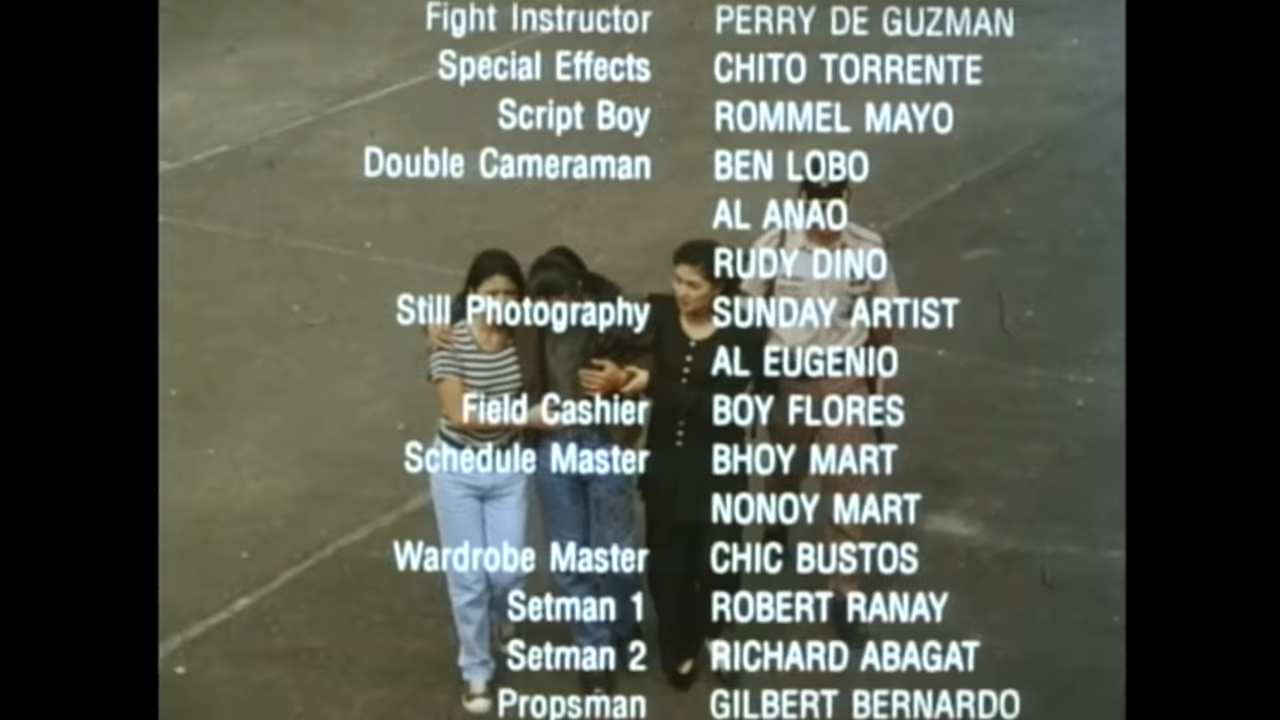 Fight Instructor PERRY DE GUZMAN
Special Effects CHITO TORRENTE
Script Boy ROMMEL MAYO
Double Cameraman BEN LOBO
AL ANAO
RUDY DINO
Still Photography SUNDAY ARTIST
AL EUGENIO
Field Cashier BOY FLORES
Schedule Master BHOY MART
NONOY MART
Wardrobe Master CHIC BUSTOS
Setman 1 ROBERT RANAY
Setman 2 RICHARD ABAGAT
Propsman GILBERT BERNARDO